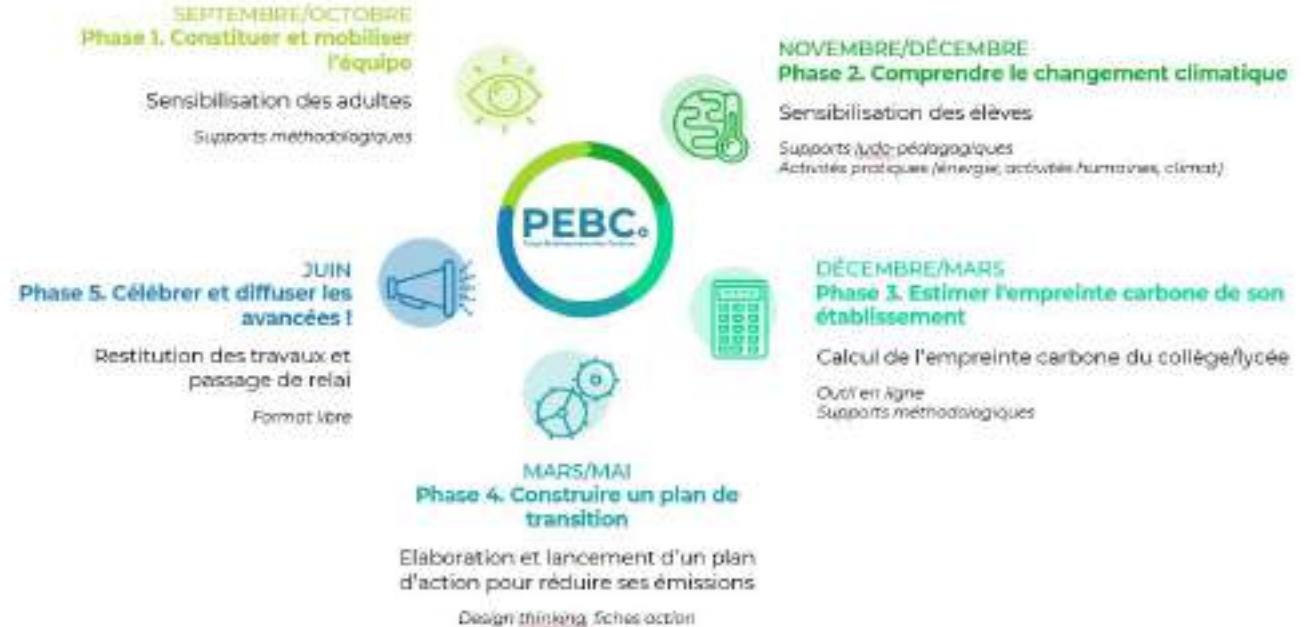 SEPTEMBRE/OCTOBRE
Phase 1. Constituer et mobiliser
l'équipe
Sensibilisation des adultes
Supports méthodologiques
NOVEMBRE/DÉCEMBRE
Phase 2. Comprendre le changement climatique
Sensibilisation des élèves
Supports ludo-pédagogiques
Activités pratiques (énergie, activités humaines, climat)
PEBC.
DÉCEMBRE/MARS
Phase 3. Estimer l'empreinte carbone de son
établissement
Calcul de l'empreinte carbone du collège/lycée
Outil en ligne
Supports méthodologiques
MARS/MAI
Phase 4. Construire un plan de
transition
Elaboration et lancement d'un plan
d'action pour réduire ses émissions
Design thinking, fiches action
JUIN
Phase 5. Célébrer et diffuser les
avancées !
Restitution des travaux et
passage de relai
Format libre